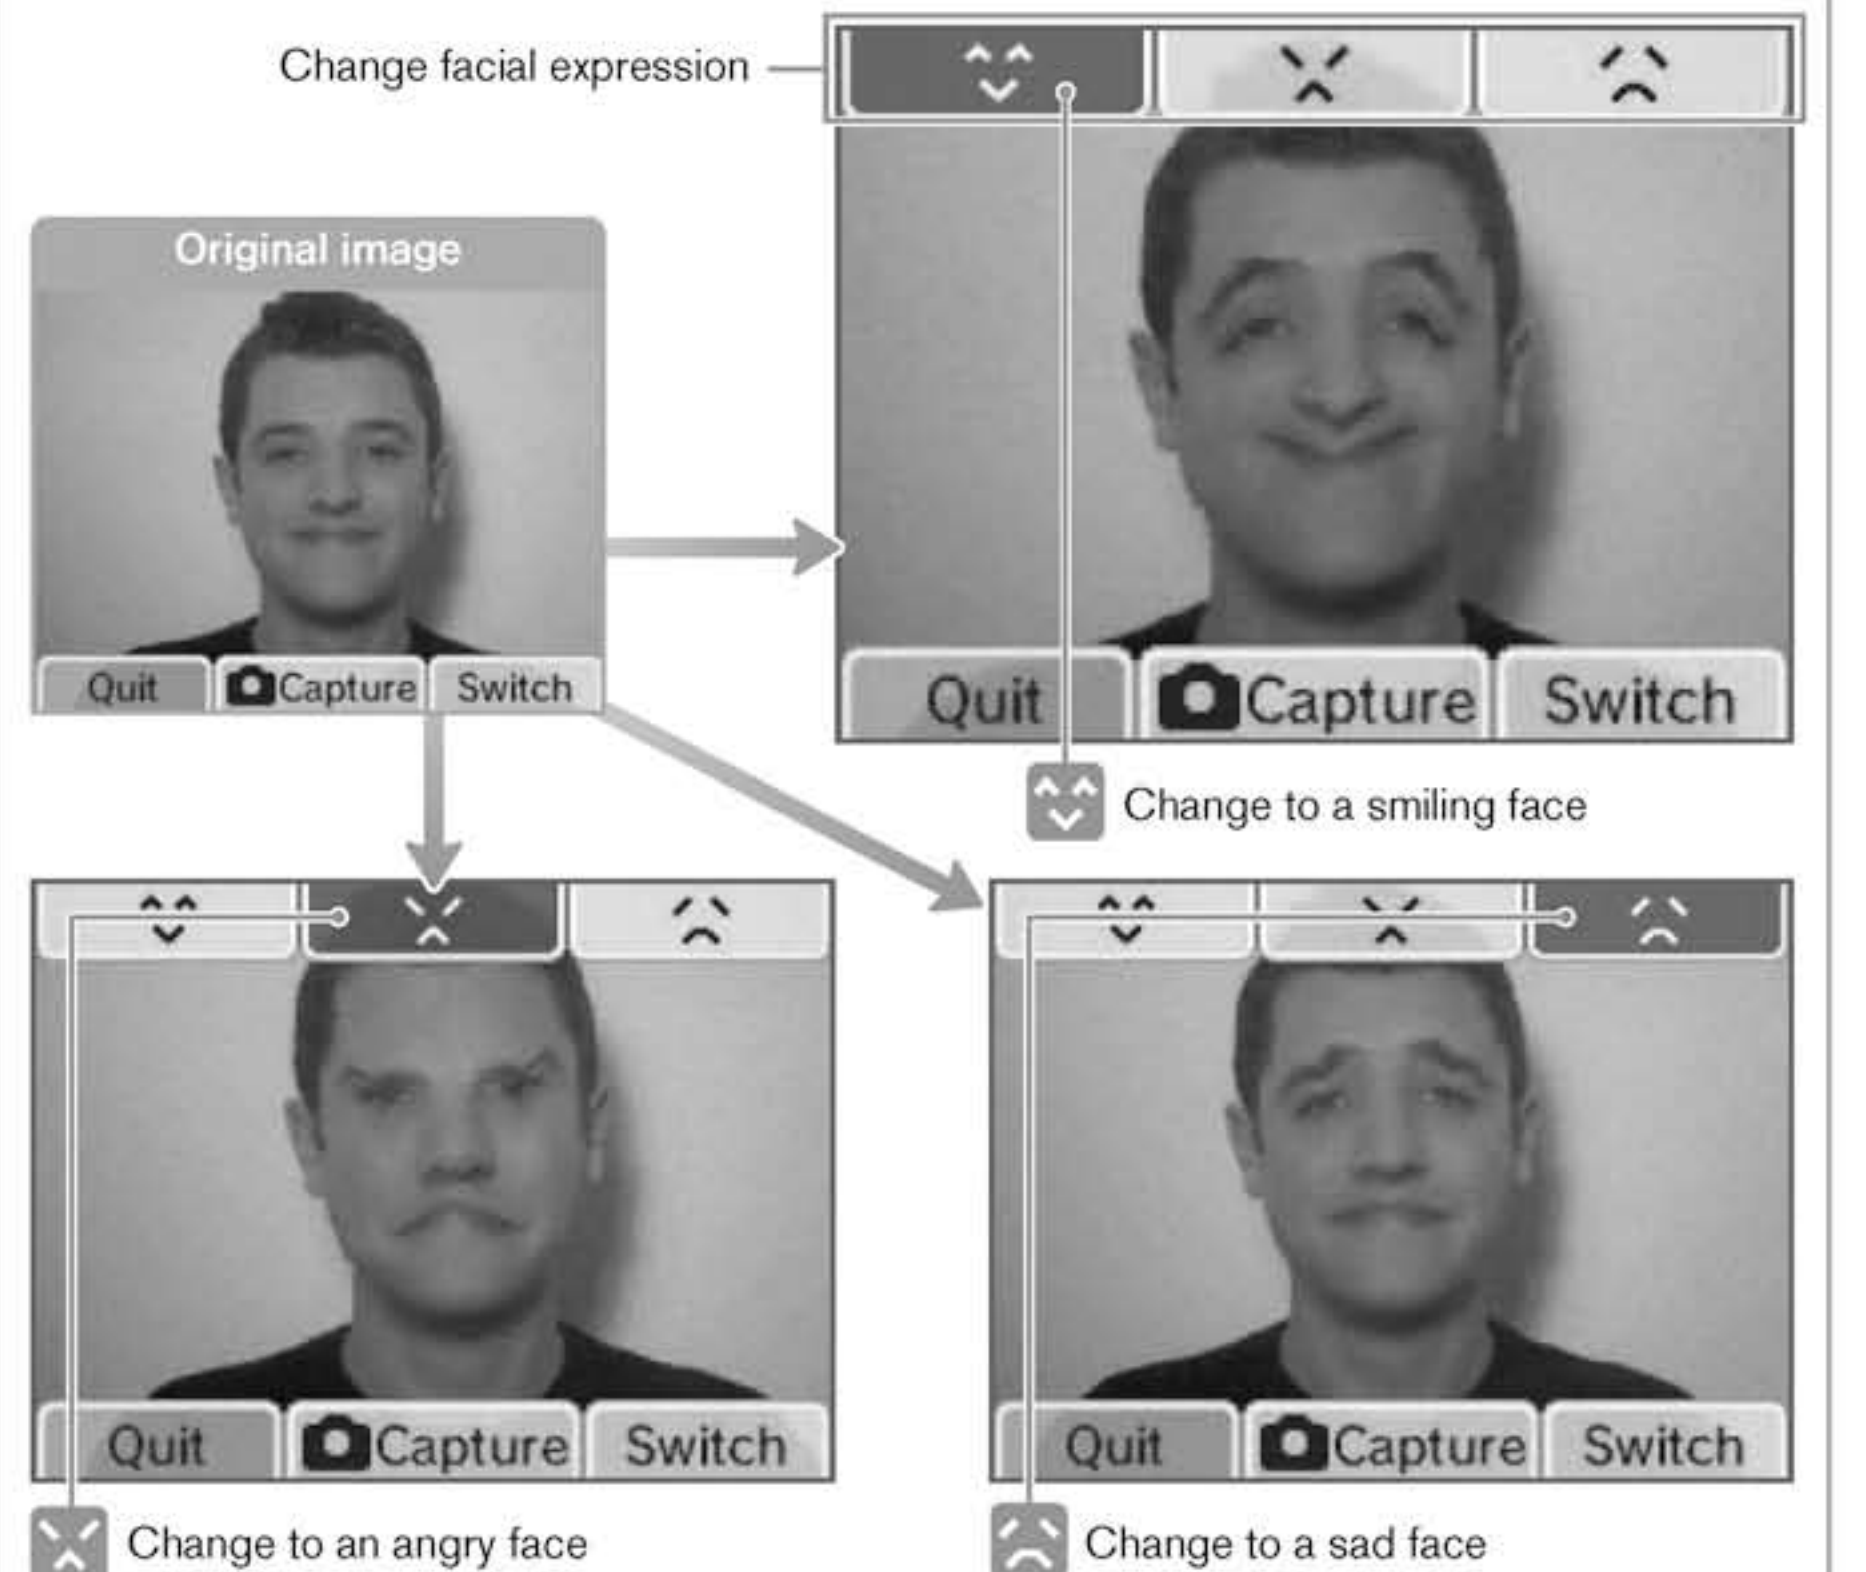 Change facial expression
Original image
Quit Capture Switch
Quit Capture Switch
Change to a smiling face
Quit Capture Switch
Quit Capture Switch
Change to an angry face
Change to a sad face